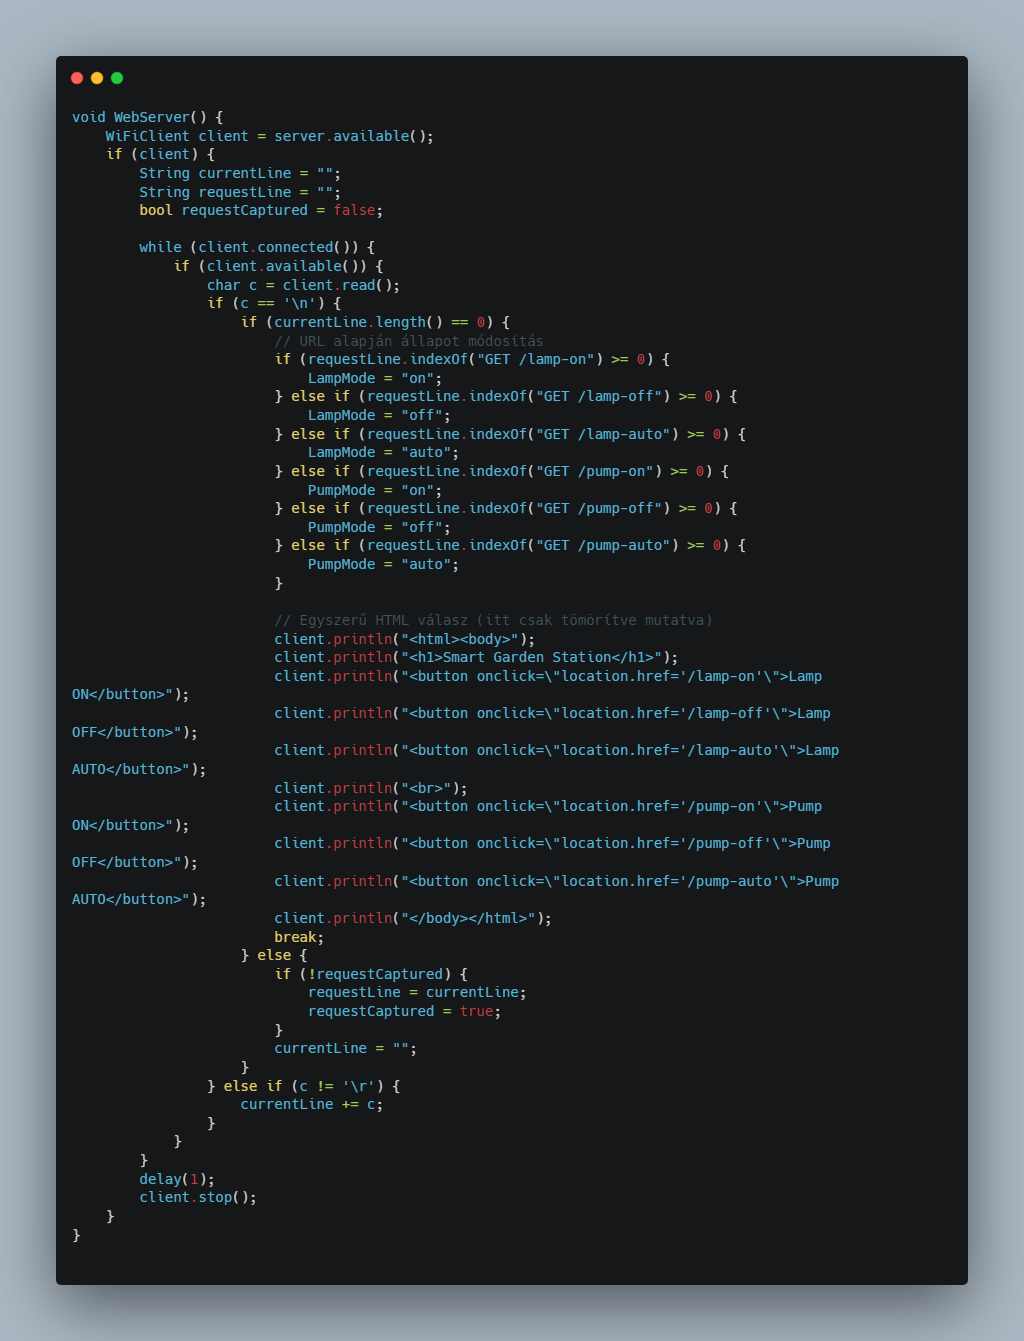 void WebServer() {
    WiFiClient client = server.available();
    if (client) {
        String currentLine = "";
        String requestLine = "";
        bool requestCaptured = false;

        while (client.connected()) {
            if (client.available()) {
                char c = client.read();
                if (c == '\n') {
                    if (currentLine.length() == 0) {
                        // URL alapján állapot módosítás
                        if (requestLine.indexOf("GET /lamp-on") >= 0) {
                            LampMode = "on";
                        } else if (requestLine.indexOf("GET /lamp-off") >= 0) {
                            LampMode = "off";
                        } else if (requestLine.indexOf("GET /lamp-auto") >= 0) {
                            LampMode = "auto";
                        } else if (requestLine.indexOf("GET /pump-on") >= 0) {
                            PumpMode = "on";
                        } else if (requestLine.indexOf("GET /pump-off") >= 0) {
                            PumpMode = "off";
                        } else if (requestLine.indexOf("GET /pump-auto") >= 0) {
                            PumpMode = "auto";
                        }

                        // Egyszerű HTML válasz (itt csak tömörítve mutatva)
                        client.println("<html><body>");
                        client.println("<h1>Smart Garden Station</h1>");
                        client.println("<button onclick=\"location.href='/lamp-on'\">Lamp
ON</button>");
                        client.println("<button onclick=\"location.href='/lamp-off'\">Lamp
OFF</button>");
                        client.println("<button onclick=\"location.href='/lamp-auto'\">Lamp
AUTO</button>");
                        client.println("<br>");
                        client.println("<button onclick=\"location.href='/pump-on'\">Pump
ON</button>");
                        client.println("<button onclick=\"location.href='/pump-off'\">Pump
OFF</button>");
                        client.println("<button onclick=\"location.href='/pump-auto'\">Pump
AUTO</button>");
                        client.println("</body></html>");
                        break;
                    } else {
                        if (!requestCaptured) {
                            requestLine = currentLine;
                            requestCaptured = true;
                        }
                        currentLine = "";
                    }
                } else if (c != '\r') {
                    currentLine += c;
                }
            }
        }
        delay(1);
        client.stop();
    }
}